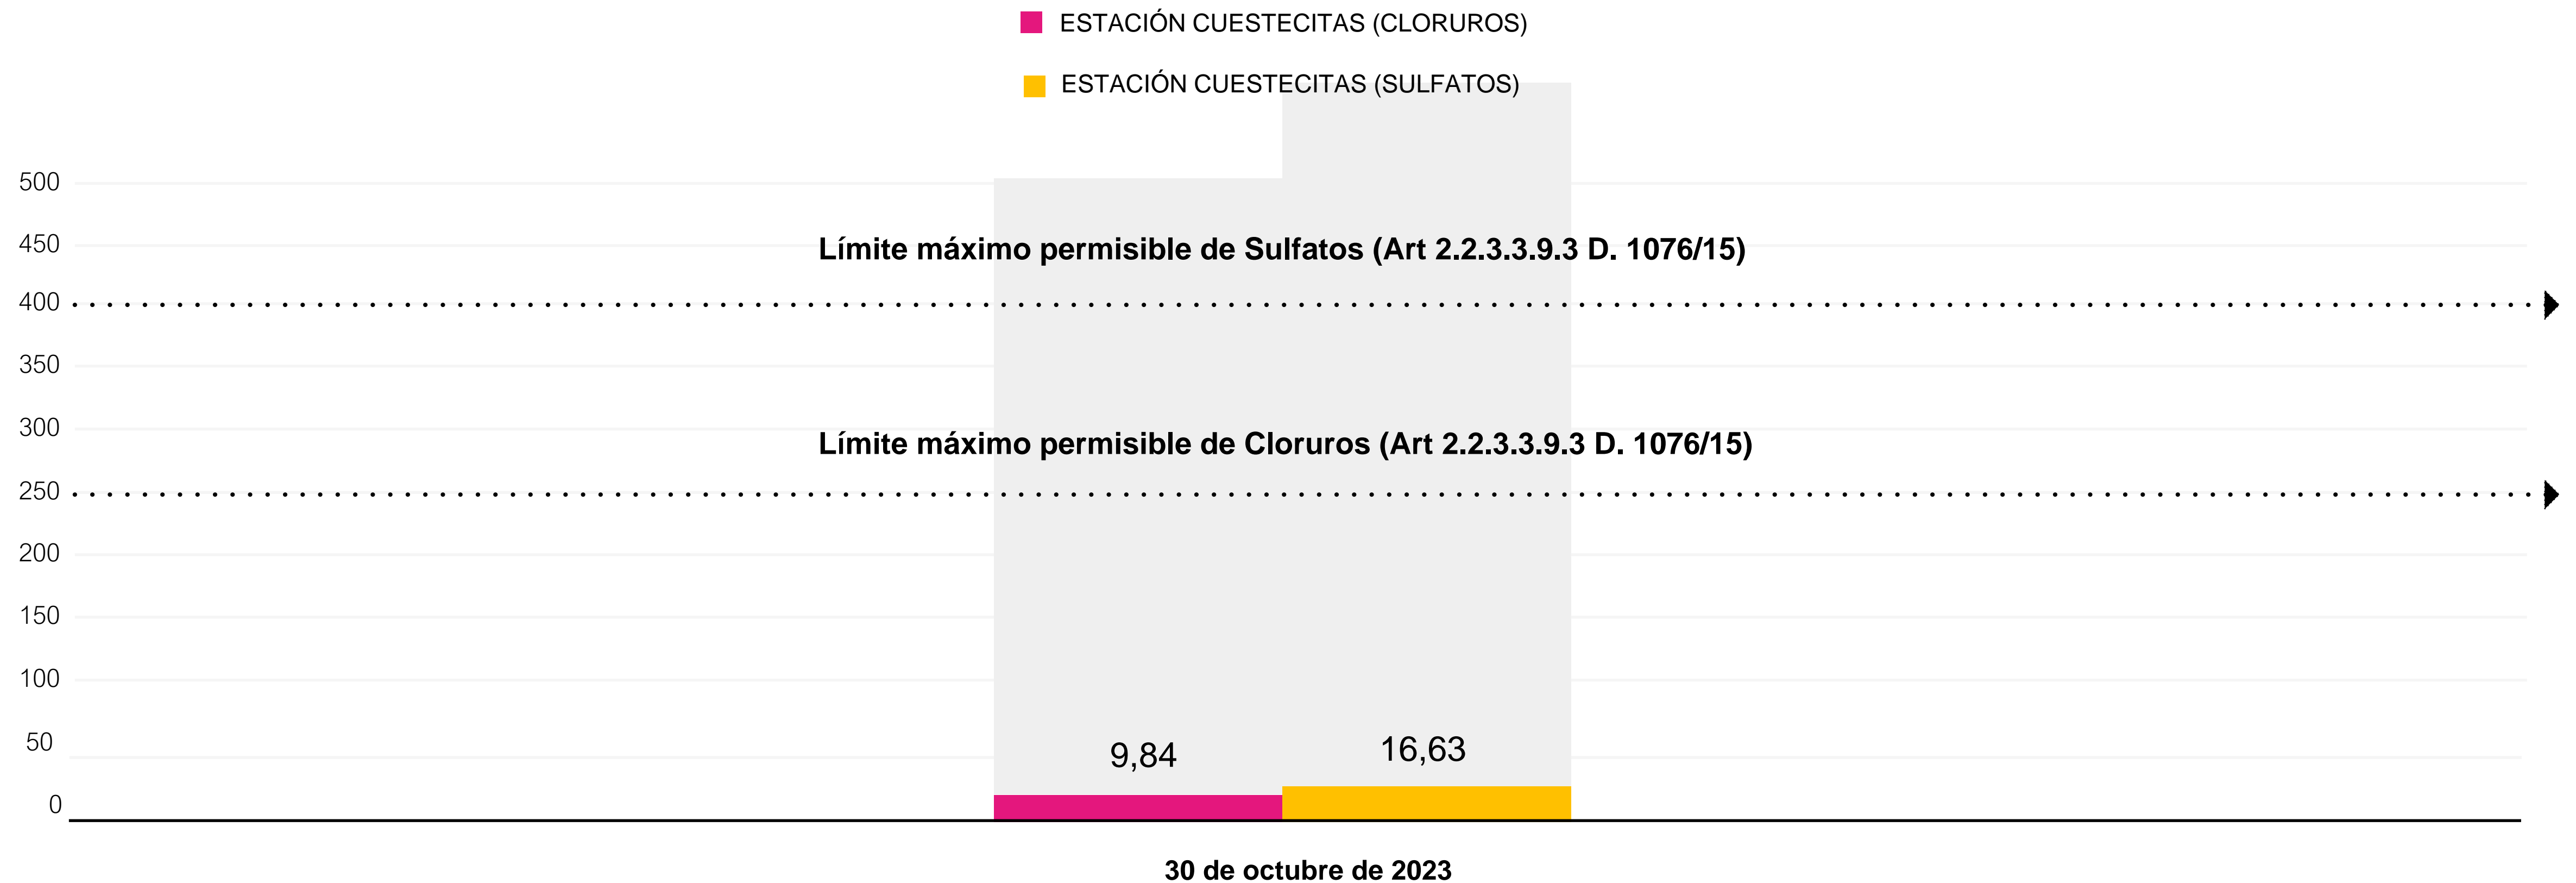 ESTACIÓN CUESTECITAS (CLORUROS)
ESTACIÓN CUESTECITAS (SULFATOS)
500
450
Límite máximo permisible de Sulfatos (Art 2.2.3.3.9.3 D. 1076/15)
400
350
300
Límite máximo permisible de Cloruros (Art 2.2.3.3.9.3 D. 1076/15)
250
200
150
100
50
9,84
16,63
0
30 de octubre de 2023